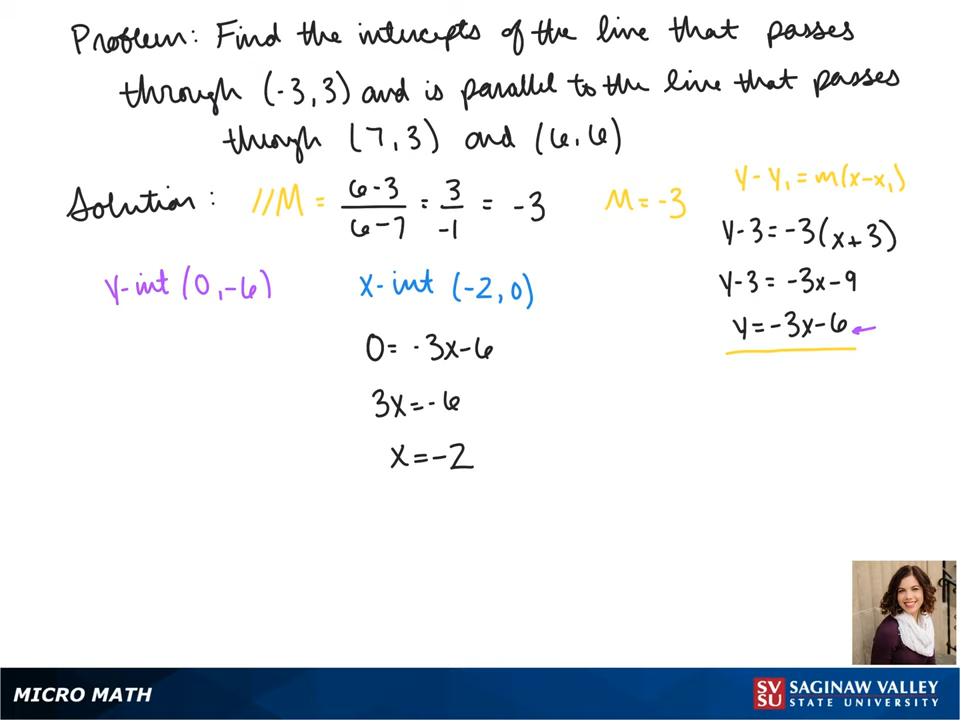 Problem: Find the intercepts of the line that passes
through (-3,3) and is parallel to the line that passes
through (7,3) and (6,6)
Solution: //M = 6-3/6-7 = 3/-1 = -3
M = -3
y-y₁ = m(x-x₁)
y-3 = -3(x+3)
y-3 = -3x-9
y = -3x-6
y-int (0,-6)
x-int (-2,0)
0 = -3x-6
3x = -6
x = -2
MICRO MATH
SV
SU
SAGINAW VALLEY
STATE UNIVERSITY